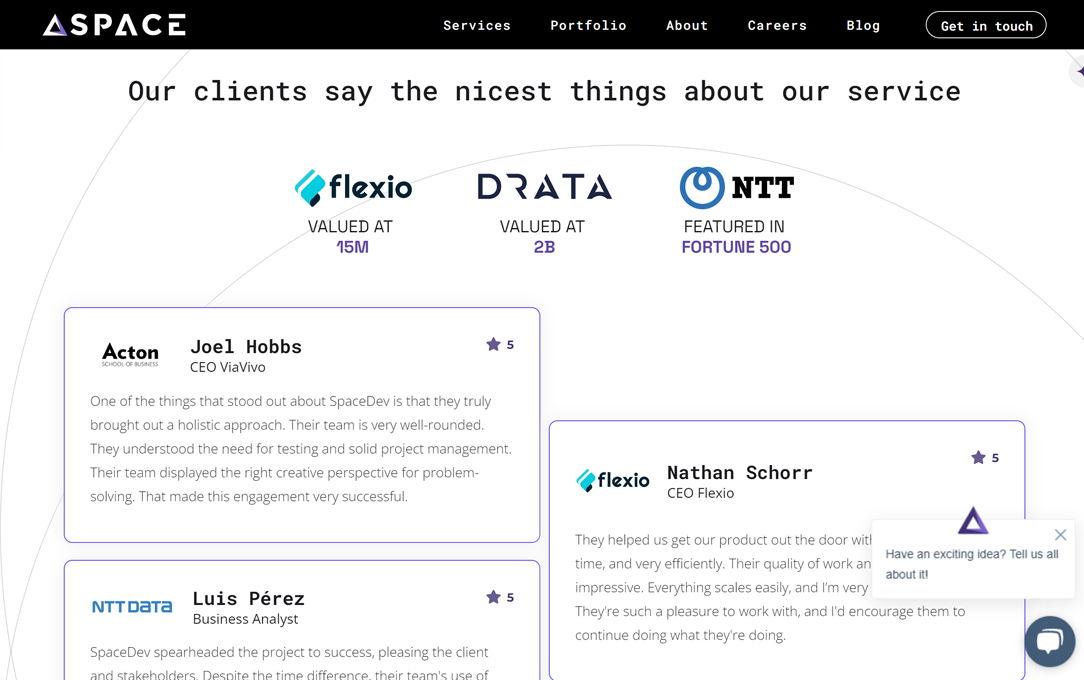 ASPACE
Services Portfolio About Careers Blog Get in touch
Our clients say the nicest things about our service
flexio
VALUED AT
15M
DRATA
VALUED AT
2B
NTT
FEATURED IN
FORTUNE 500
Acton
SCHOOL OF BUSINESS
Joel Hobbs
CEO ViaVivo
5
One of the things that stood out about SpaceDev is that they truly
brought out a holistic approach. Their team is very well-rounded.
They understood the need for testing and solid project management.
Their team displayed the right creative perspective for problem-
solving. That made this engagement very successful.
flexio
Nathan Schorr
CEO Flexio
5
They helped us get our product out the door with
time, and very efficiently. Their quality of work an
impressive. Everything scales easily, and I'm very
They're such a pleasure to work with, and I'd encourage them to
continue doing what they're doing.
NTT DATA
Luis Pérez
Business Analyst
5
SpaceDev spearheaded the project to success, pleasing the client
and stakeholders. Despite the time difference, their team's use of
Have an exciting idea? Tell us all
about it!